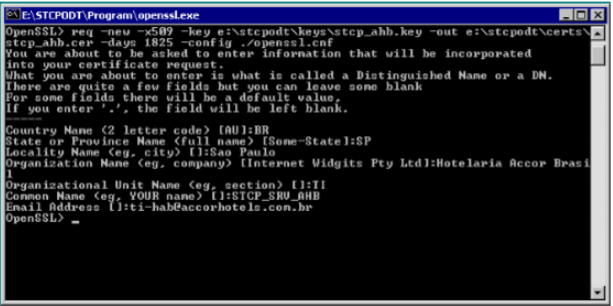 E:\STCPODT\Program\openssl.exe
OpenSSL> req -new -x509 -key e:\stcpodt\keys\stcp_ahb.key -out e:\stcpodt\certs\
stcp_ahb.cer -days 1825 -config ./openssl.cnf
You are about to be asked to enter information that will be incorporated
into your certificate request.
What you are about to enter is what is called a Distinguished Name or a DN.
There are quite a few fields but you can leave some blank
For some fields there will be a default value,
If you enter '.', the field will be left blank.
-----
Country Name (2 letter code) [AU]:BR
State or Province Name (full name) [Some-State]:SP
Locality Name (eg, city) []:Sao Paulo
Organization Name (eg, company) [Internet Widgits Pty Ltd]:Hotelaria Accor Brasi
l
Organizational Unit Name (eg, section) []:TI
Common Name (eg, YOUR name) []:STCP_SRV_AHB
Email Address []:ti-hab@accorhotels.com.br
OpenSSL> _